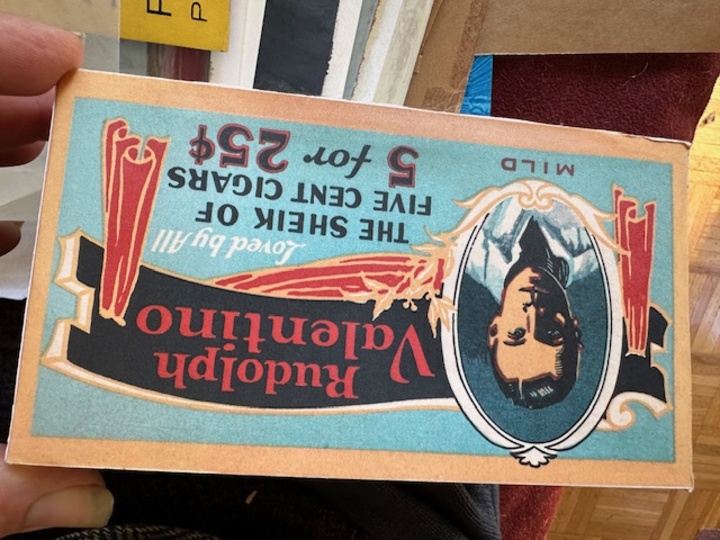 Rudolph
Valentino
Loved by All
THE SHEIK OF
FIVE CENT CIGARS
5 for 25¢
MILD